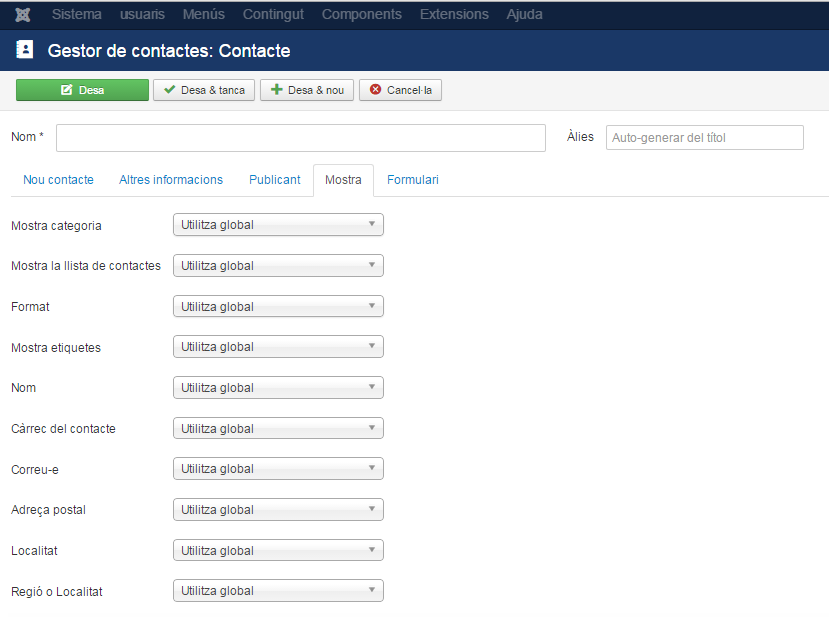 Sistema usuaris Menús Contingut Components Extensions Ajuda
Gestor de contactes: Contacte
Desa Desa & tanca Desa & nou Cancel·la
Nom * Àlies Auto-generar del títol
Nou contacte Altres informacions Publicant Mostra Formulari
Mostra categoria Utilitza global
Mostra la llista de contactes Utilitza global
Format Utilitza global
Mostra etiquetes Utilitza global
Nom Utilitza global
Càrrec del contacte Utilitza global
Correu-e Utilitza global
Adreça postal Utilitza global
Localitat Utilitza global
Regió o Localitat Utilitza global